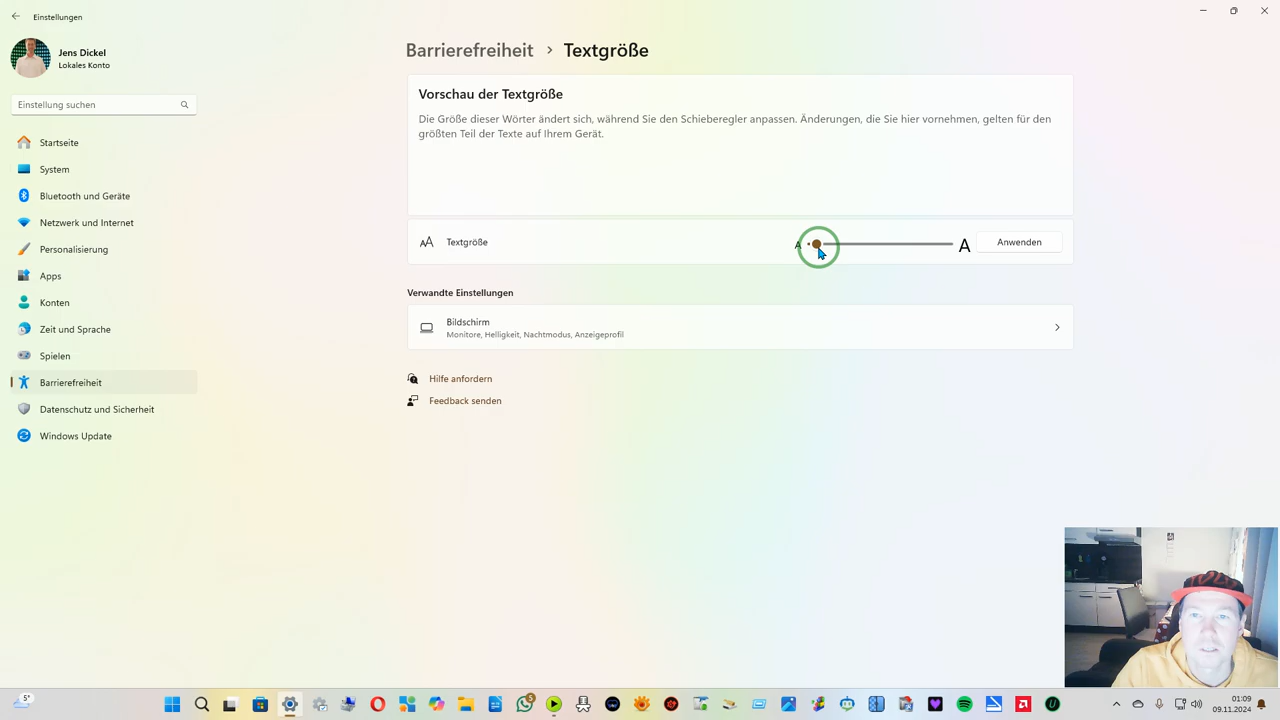 Einstellungen
Jens Dickel
Lokales Konto
Einstellung suchen
Startseite
System
Bluetooth und Geräte
Netzwerk und Internet
Personalisierung
Apps
Konten
Zeit und Sprache
Spielen
Barrierefreiheit
Datenschutz und Sicherheit
Windows Update
Barrierefreiheit > Textgröße
Vorschau der Textgröße
Die Größe dieser Wörter ändert sich, während Sie den Schieberegler anpassen. Änderungen, die Sie hier vornehmen, gelten für den
größten Teil der Texte auf Ihrem Gerät.
Textgröße A A Anwenden
Verwandte Einstellungen
Bildschirm
Monitore, Helligkeit, Nachtmodus, Anzeigeprofil
Hilfe anfordern
Feedback senden
5°
5
01:09
09.11.2024